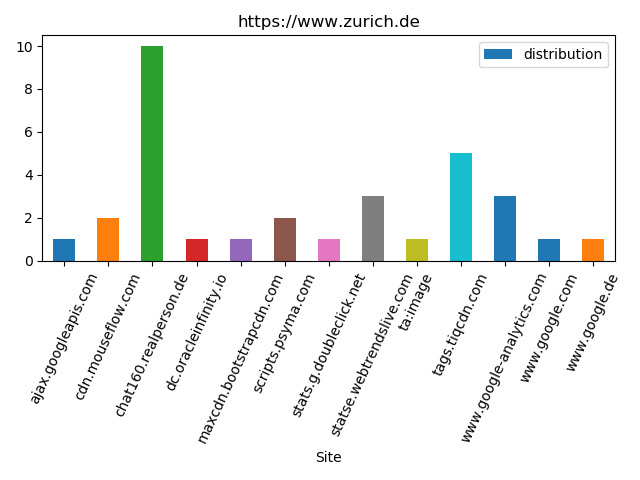 https://www.zurich.de
distribution
10
8
6
4
2
0
ajax.googleapis.com
cdn.mouseflow.com
chat160.realperson.de
dc.oracleinfinity.io
maxcdn.bootstrapcdn.com
scripts.psyma.com
stats.g.doubleclick.net
statse.webtrendslive.com
ta:image
tags.tiqcdn.com
www.google-analytics.com
www.google.com
www.google.de
Site